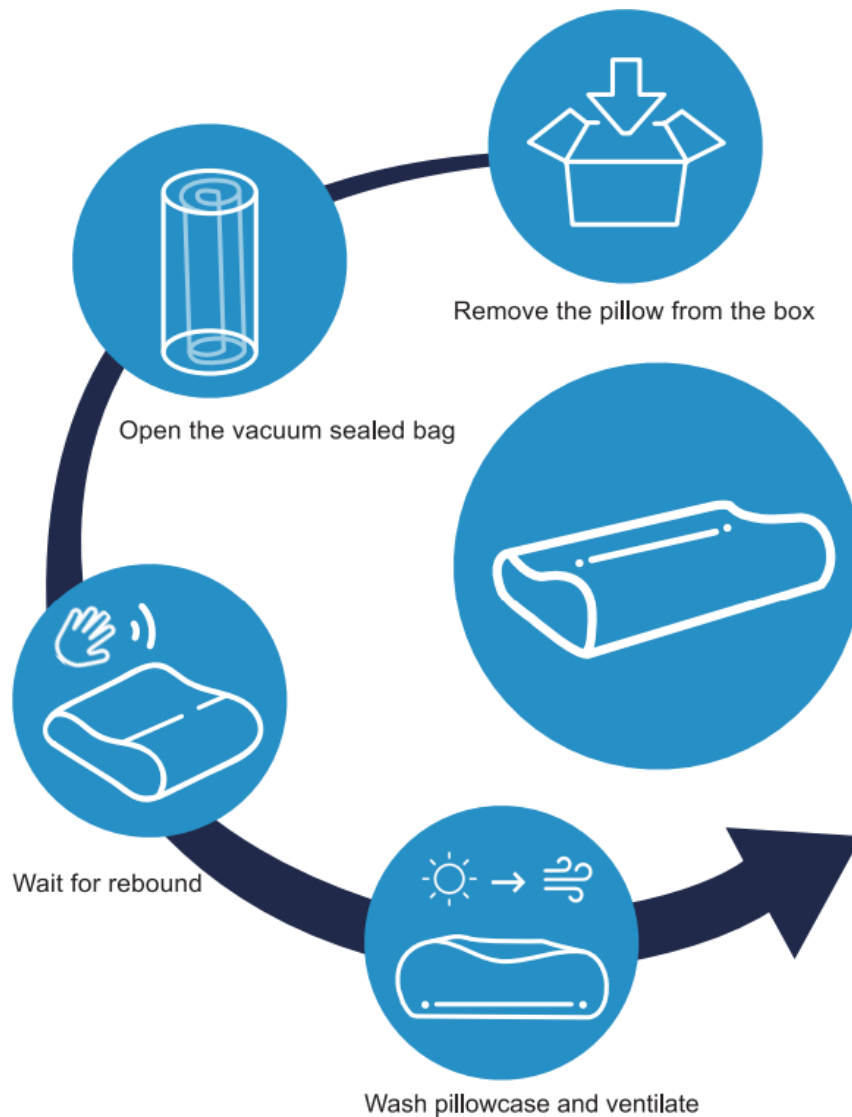 Remove the pillow from the box
Open the vacuum sealed bag
Wait for rebound
Wash pillowcase and ventilate